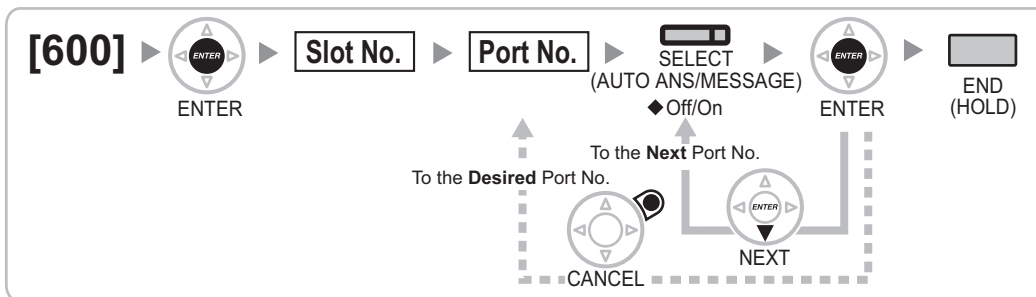 [600] ENTER Slot No. Port No. ENTER
ENTER
SELECT
(AUTO ANS/MESSAGE)
◆Off/On
ENTER
END
(HOLD)
To the Next Port No.
To the Desired Port No.
ENTER
NEXT
CANCEL